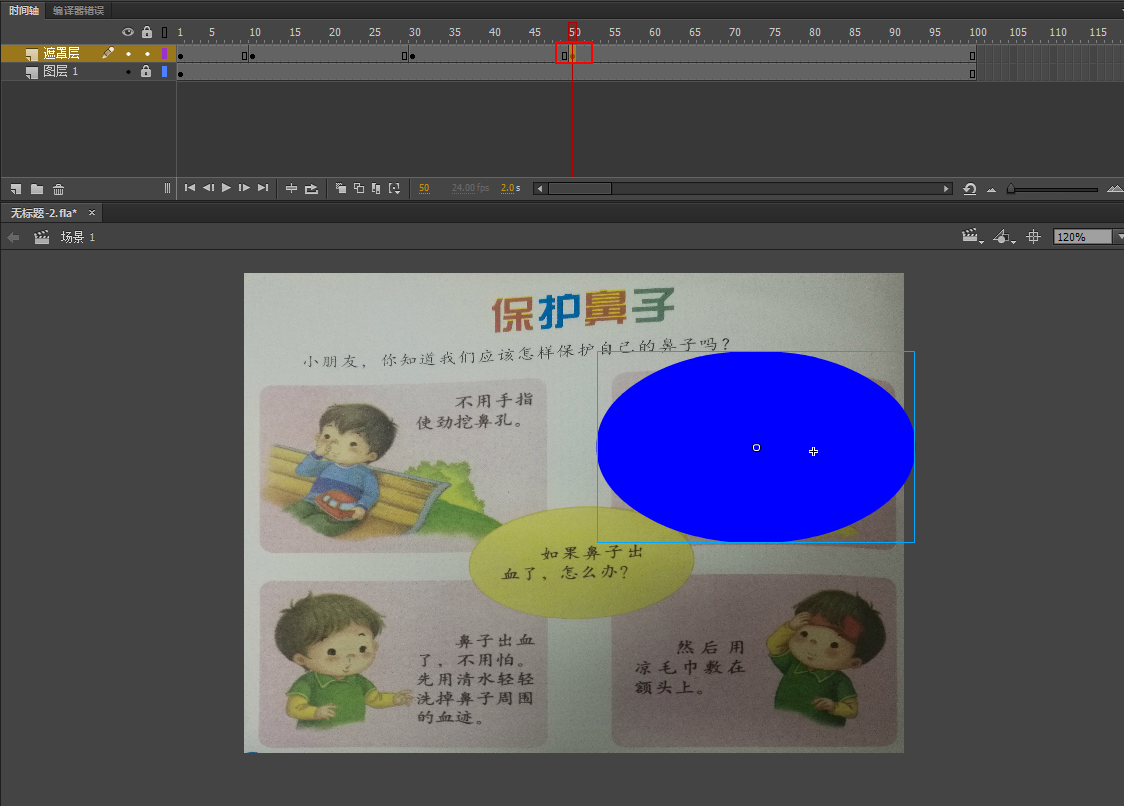 时间轴 编译器错误
1 5 10 15 20 25 30 35 40 45 50 55 60 65 70 75 80 85 90 95 100 105 110 115
遮罩层
图层 1
50 24.00 fps 2.0 s
无标题-2.fla* ×
场景 1
120%
保护鼻子
小朋友，你知道我们应该怎样保护自己的鼻子吗？
不用手指
使劲挖鼻孔。
如果鼻子出
血了，怎么办？
鼻子出血
了，不用怕。
先用清水轻轻
洗掉鼻子周围
的血迹。
然后用
凉毛巾敷在
额头上。